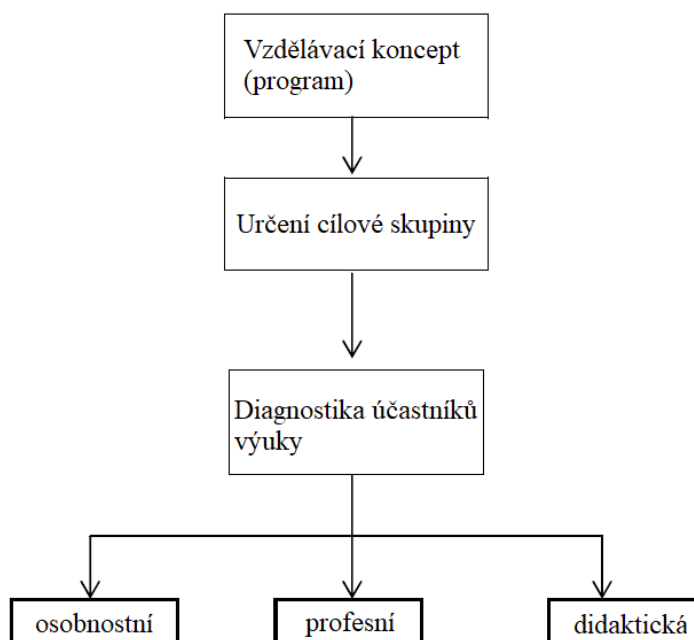 Vzdělávací koncept
(program)
Určení cílové skupiny
Diagnostika účastníků
výuky
osobnostní
profesní
didaktická